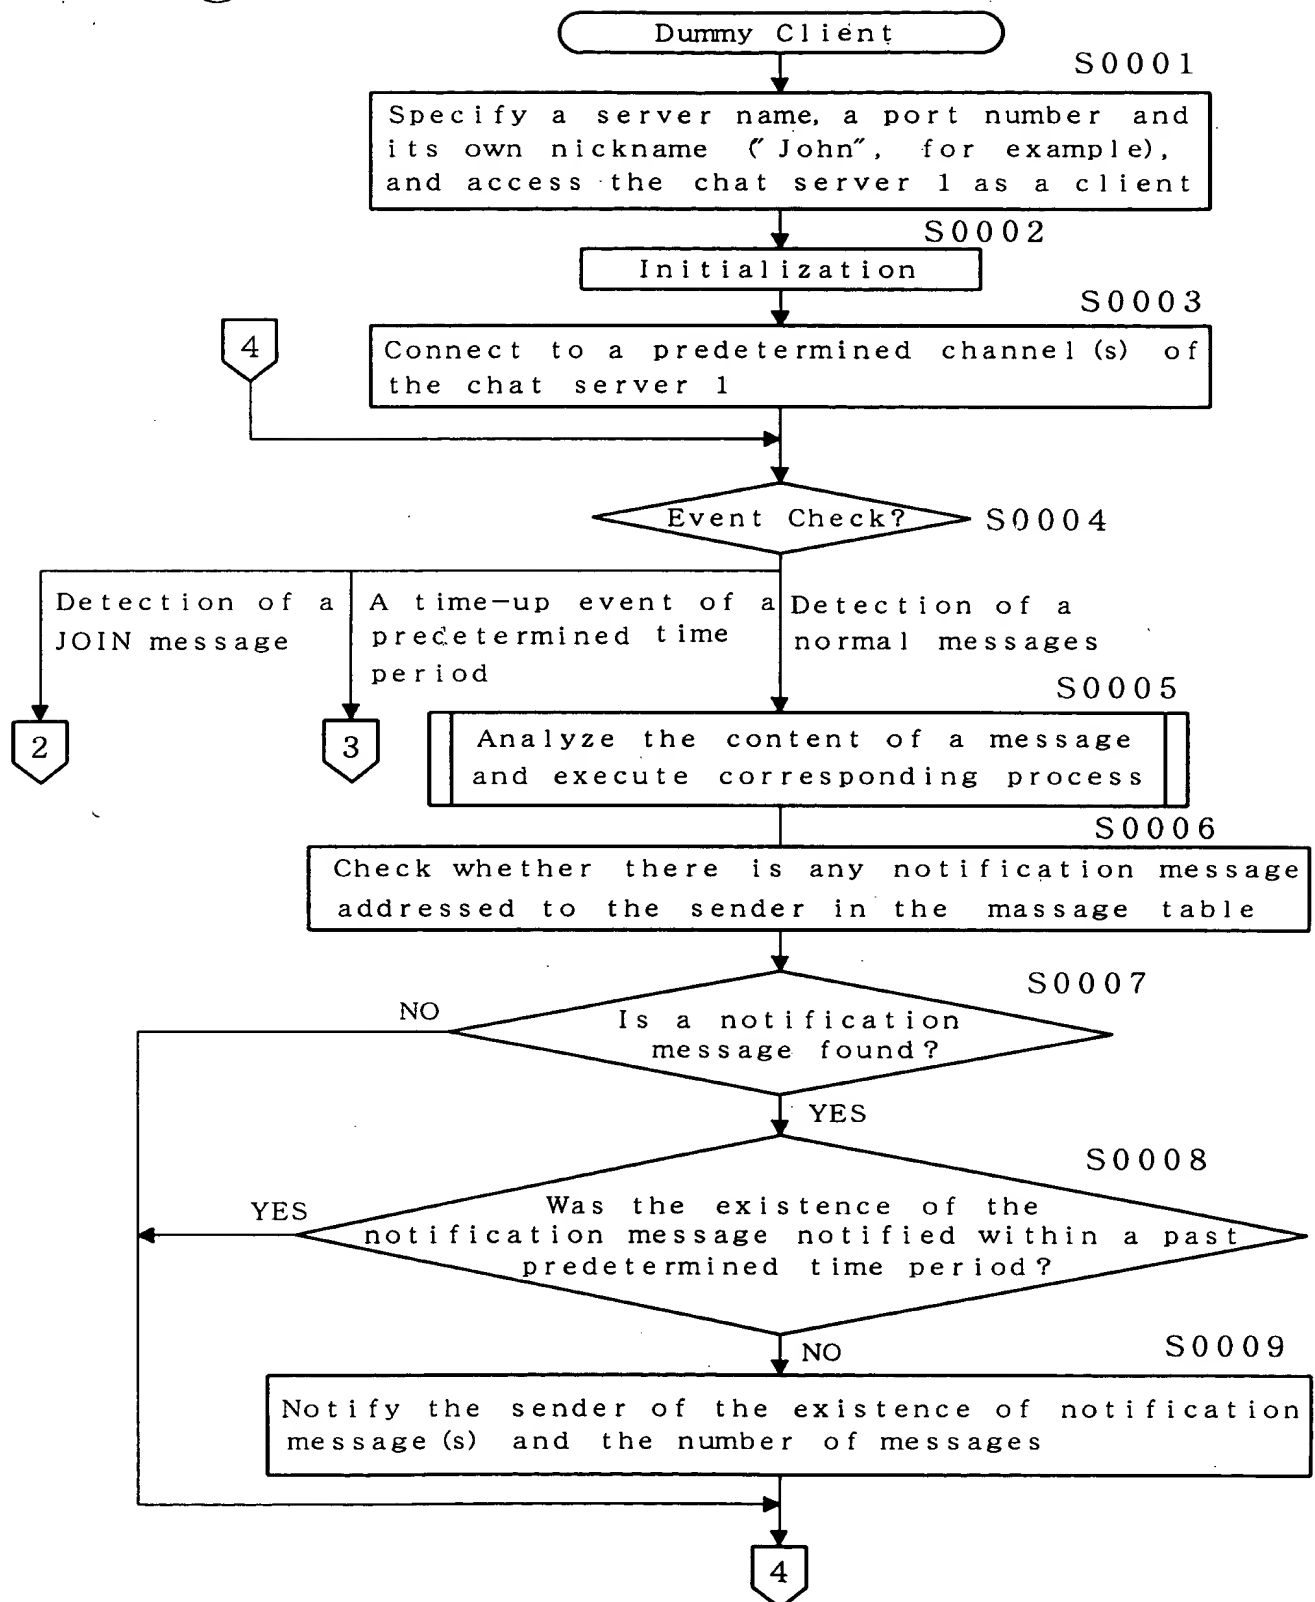 Dummy Client
S0001
Specify a server name, a port number and
its own nickname ("John", for example),
and access the chat server 1 as a client
S0002
Initialization
S0003
4
Connect to a predetermined channel(s) of
the chat server 1
Event Check?
S0004
Detection of a
JOIN message
A time-up event of a
predetermined time
period
Detection of a
normal messages
S0005
2
3
Analyze the content of a message
and execute corresponding process
S0006
Check whether there is any notification message
addressed to the sender in the massage table
S0007
NO
Is a notification
message found?
YES
S0008
YES
Was the existence of the
notification message notified within a past
predetermined time period?
NO
S0009
Notify the sender of the existence of notification
message(s) and the number of messages
4